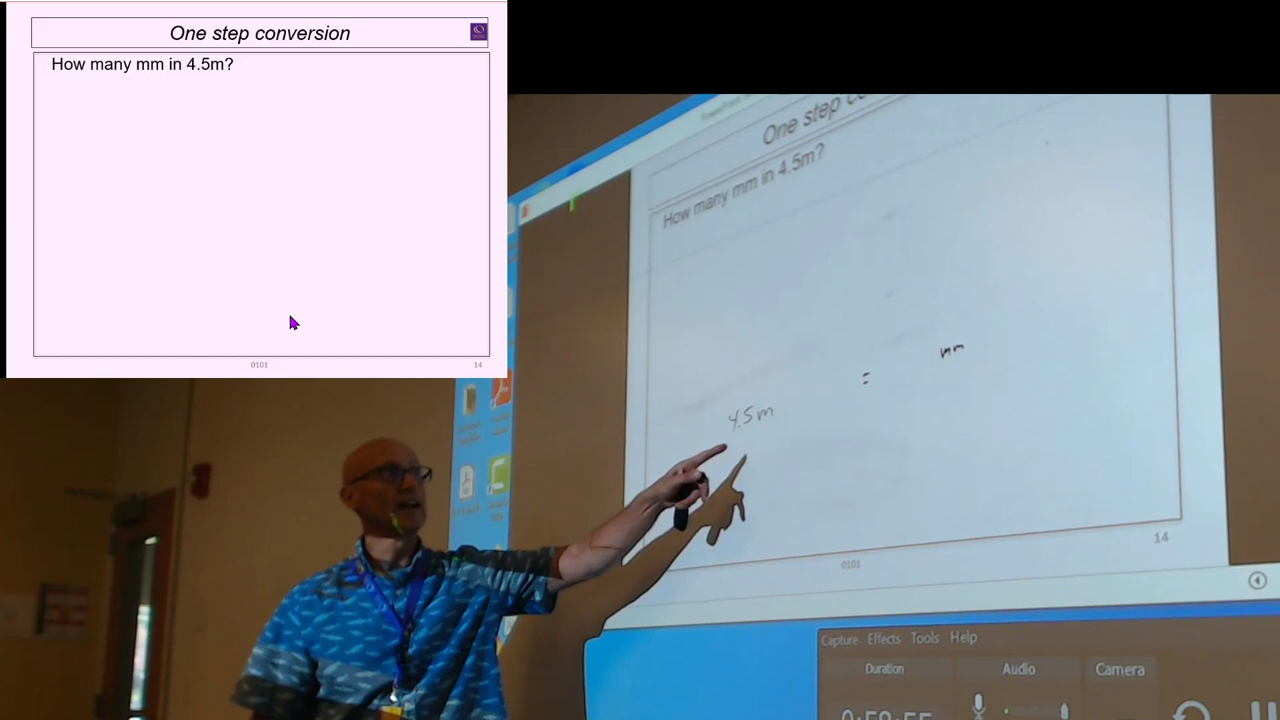 One step conversion
How many mm in 4.5m?
0101
14
One step co
How many mm in 4.5m?
mm
=
4.5 m
14
0101
Capture Effects Tools Help
Duration Audio Camera